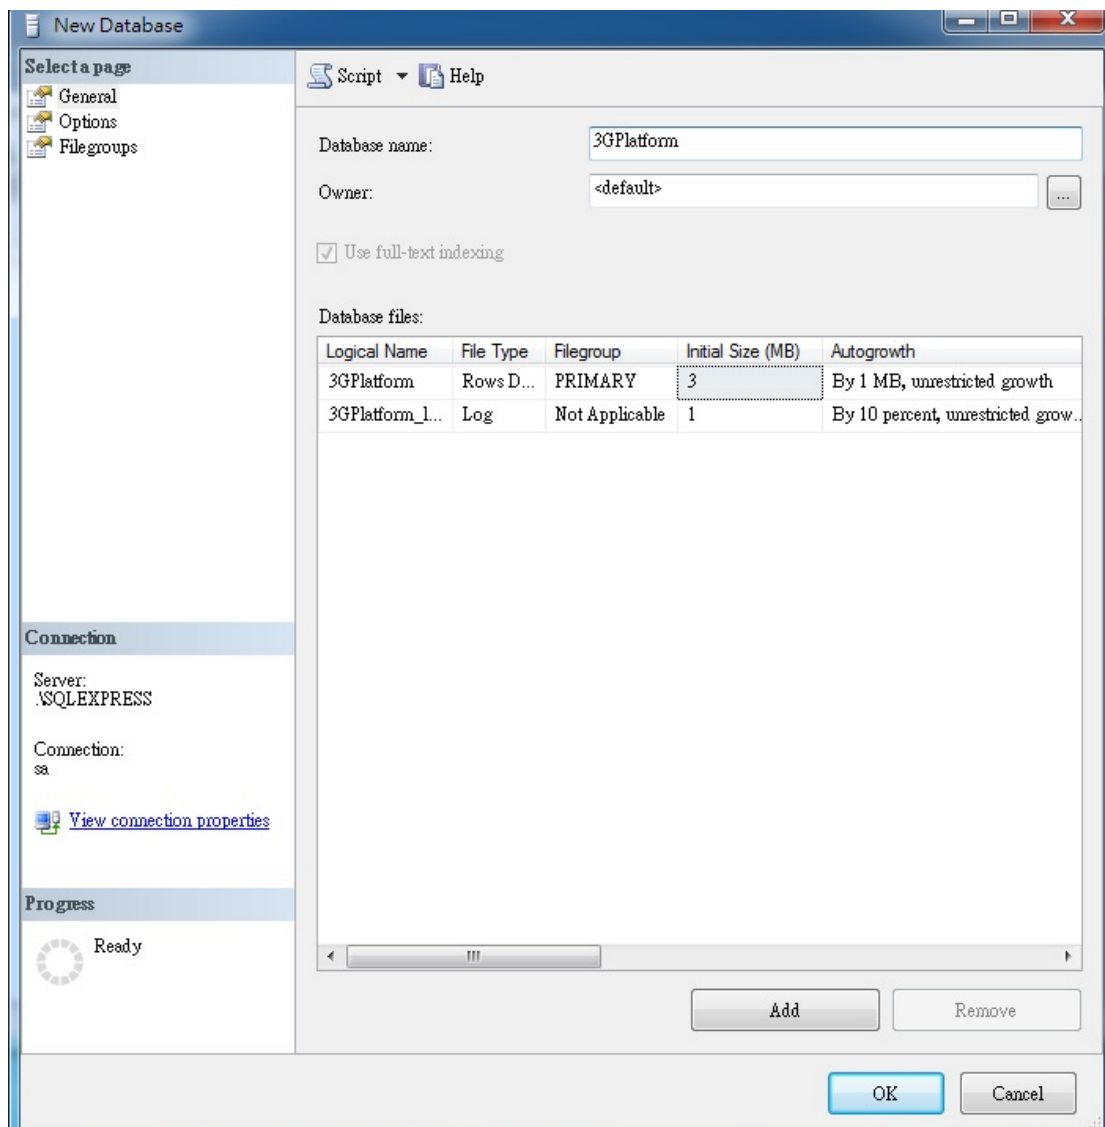 New Database
Select a page
General
Options
Filegroups
Script Help
Database name: 3GPlatform
Owner: <default> ...
Use full-text indexing
Database files:
Logical Name File Type Filegroup Initial Size (MB) Autogrowth
3GPlatform Rows D... PRIMARY 3 By 1 MB, unrestricted growth
3GPlatform_l... Log Not Applicable 1 By 10 percent, unrestricted grow..
Connection
Server:
.\SQLEXPRESS
Connection:
sa
View connection properties
Progress
Ready
Add Remove
OK Cancel